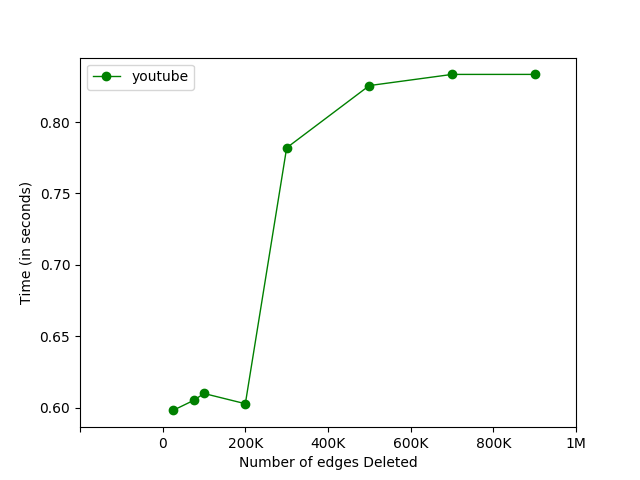 youtube
0.80
0.75
0.70
0.65
0.60
Time (in seconds)
0 200K 400K 600K 800K 1M
Number of edges Deleted